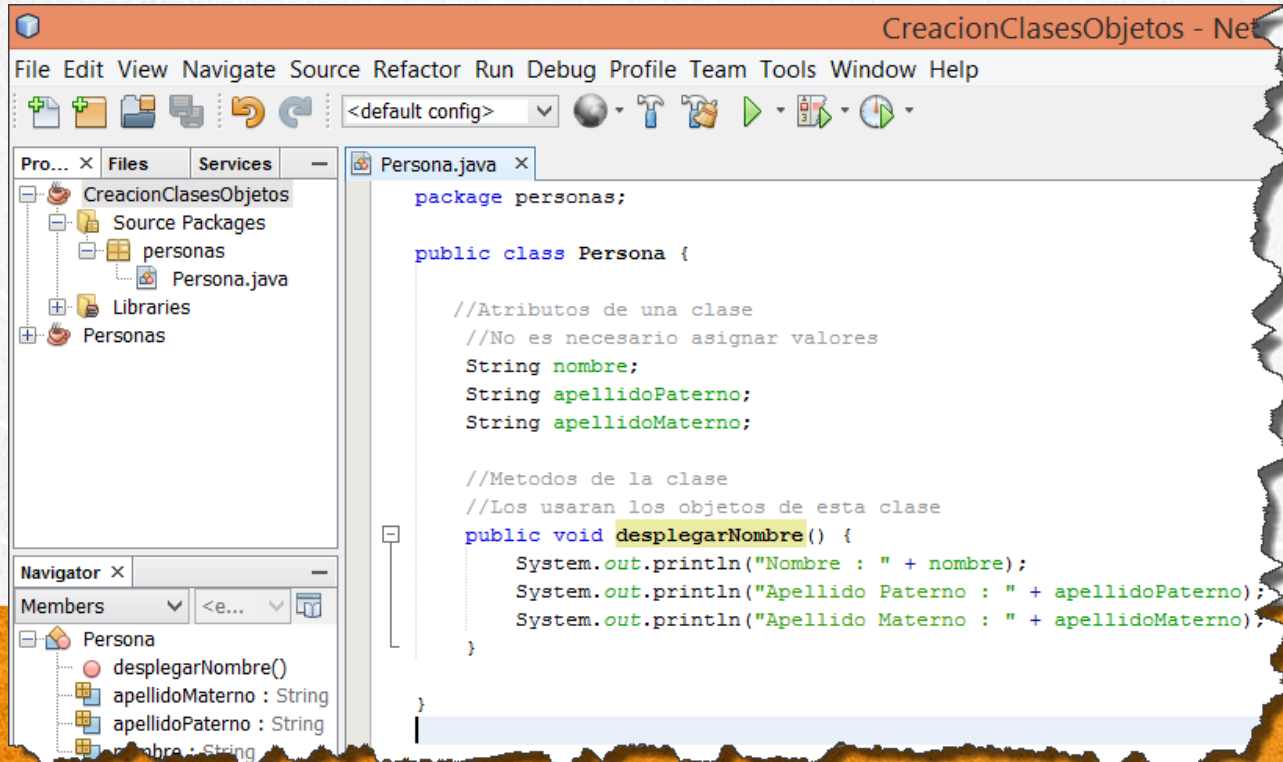 CreacionClasesObjetos - Net
File Edit View Navigate Source Refactor Run Debug Profile Team Tools Window Help
<default config>
Pro... × Files Services
Persona.java ×
CreacionClasesObjetos
Source Packages
personas
Persona.java
Libraries
Personas
package personas;
public class Persona {
//Atributos de una clase
//No es necesario asignar valores
String nombre;
String apellidoPaterno;
String apellidoMaterno;
//Metodos de la clase
//Los usaran los objetos de esta clase
public void desplegarNombre() {
System.out.println("Nombre : " + nombre);
System.out.println("Apellido Paterno : " + apellidoPaterno);
System.out.println("Apellido Materno : " + apellidoMaterno);
}
}
Navigator ×
Members <e...
Persona
desplegarNombre()
apellidoMaterno : String
apellidoPaterno : String
nombre : String